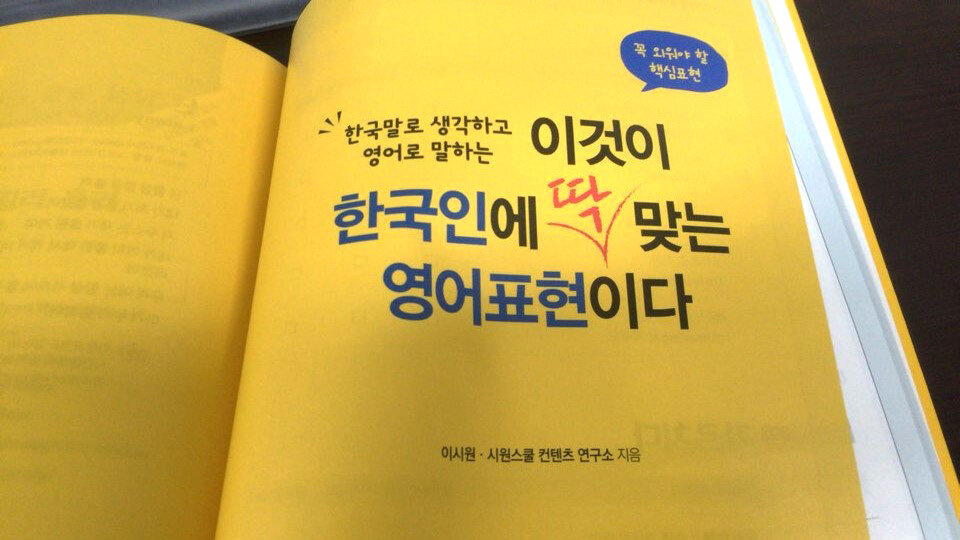 꼭 외워야 할
핵심표현
한국말로 생각하고
영어로 말하는
이것이
한국인에 딱 맞는
영어표현이다
이시원 · 시원스쿨 컨텐츠 연구소 지음